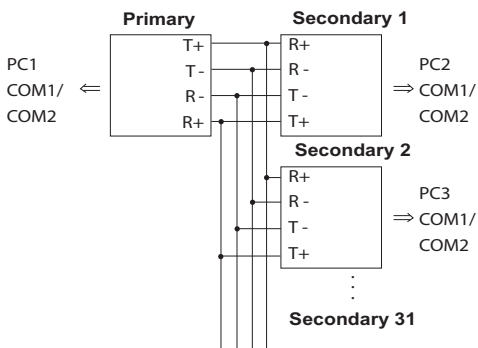 Primary
Secondary 1
PC1
COM1/
COM2
⇐
T+
T -
R -
R+
R+
R -
T -
T+
⇒
PC2
COM1/
COM2
Secondary 2
R+
R -
T -
T+
⇒
PC3
COM1/
COM2
Secondary 31